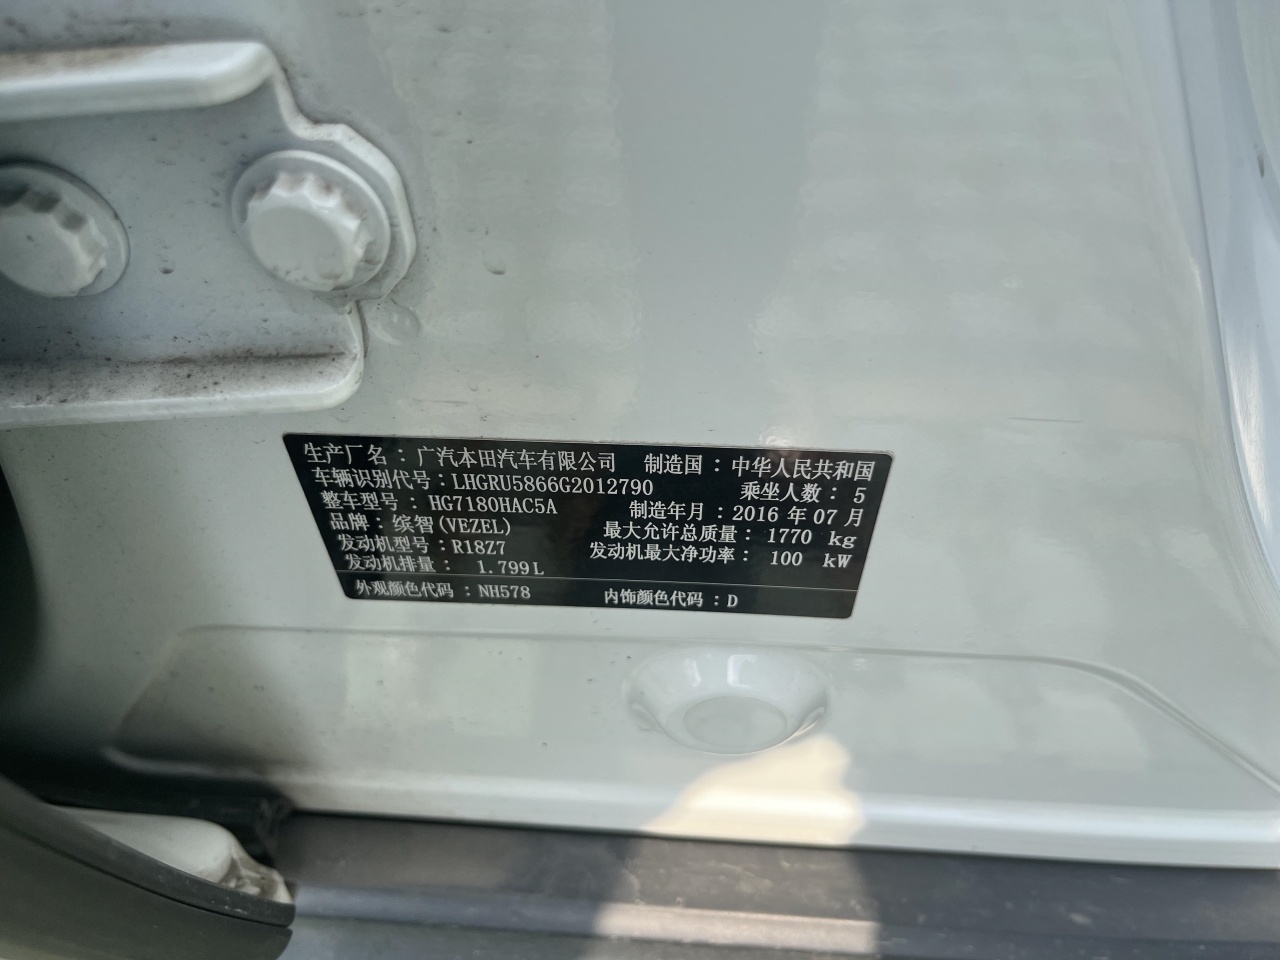 生产厂名：广汽本田汽车有限公司 制造国：中华人民共和国
车辆识别代号：LHGRU5866G2012790 乘坐人数：5
整车型号：HG7180HAC5A 制造年月：2016 年 07 月
品牌：缤智(VEZEL) 最大允许总质量：1770 kg
发动机型号：R18Z7 发动机最大净功率：100 kW
发动机排量：1.799L
外观颜色代码：NH578 内饰颜色代码：D